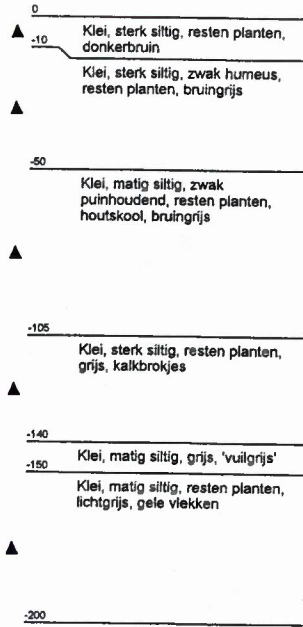 0
Klei, sterk siltig, resten planten,
donkerbruin
-10
Klei, sterk siltig, zwak humeus,
resten planten, bruingrijs
-50
Klei, matig siltig, zwak
puinhoudend, resten planten,
houtskool, bruingrijs
-105
Klei, sterk siltig, resten planten,
grijs, kalkbrokjes
-140
Klei, matig siltig, grijs, 'vuilgrijs'
-150
Klei, matig siltig, resten planten,
lichtgrijs, gele vlekken
-200